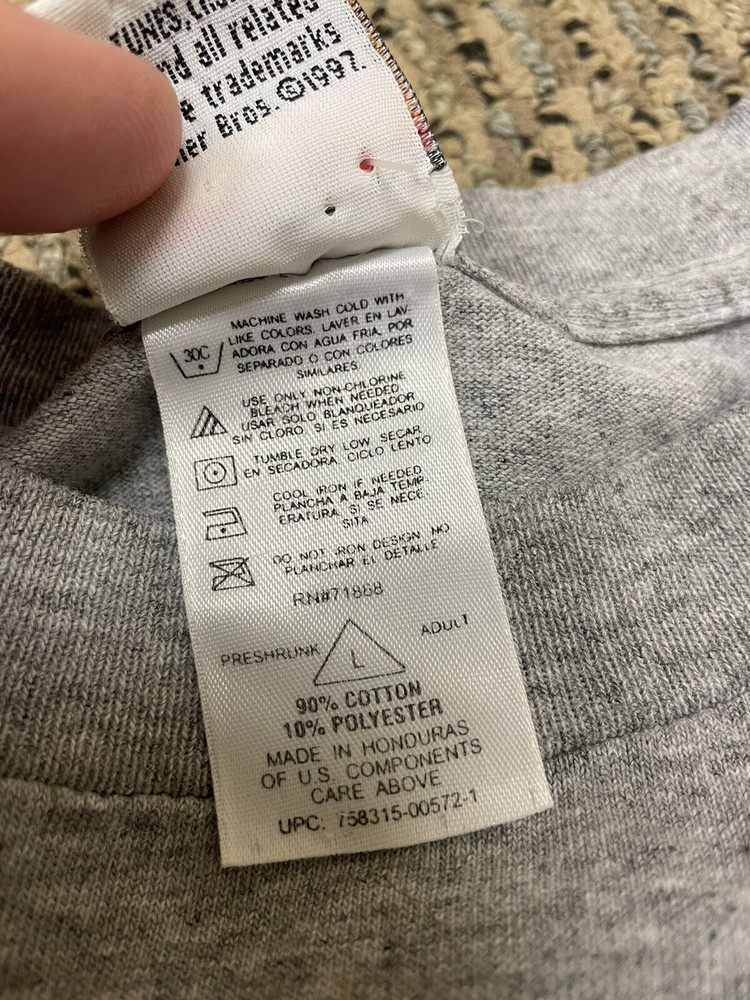 TUNES,
and all related
e trademarks
ner Bros. ©1997.
30C
MACHINE WASH COLD WITH
LIKE COLORS. LAVER EN LAV.
ADORA CON AGUA FRIA, POR
SEPARADO O CON COLORES
SIMILARES
USE ONLY NON-CHLORINE
BLEACH WHEN NEEDED
USAR SOLO BLANQUEADOR
SIN CLORO, SI ES NECESARIO
TUMBLE DRY LOW SECAR
EN SECADORA, CICLO LENTO
COOL IRON IF NEEDED
PLANCHA A BAJA TEMP-
ERATURA, SI SE NECE-
SITA
DO NOT IRON DESIGN NO
PLANCHAR EL DETALLE
RN#71868
PRESHRUNK
L
ADULT
90% COTTON
10% POLYESTER
MADE IN HONDURAS
OF U.S. COMPONENTS
CARE ABOVE
UPC: 758315-00572-1